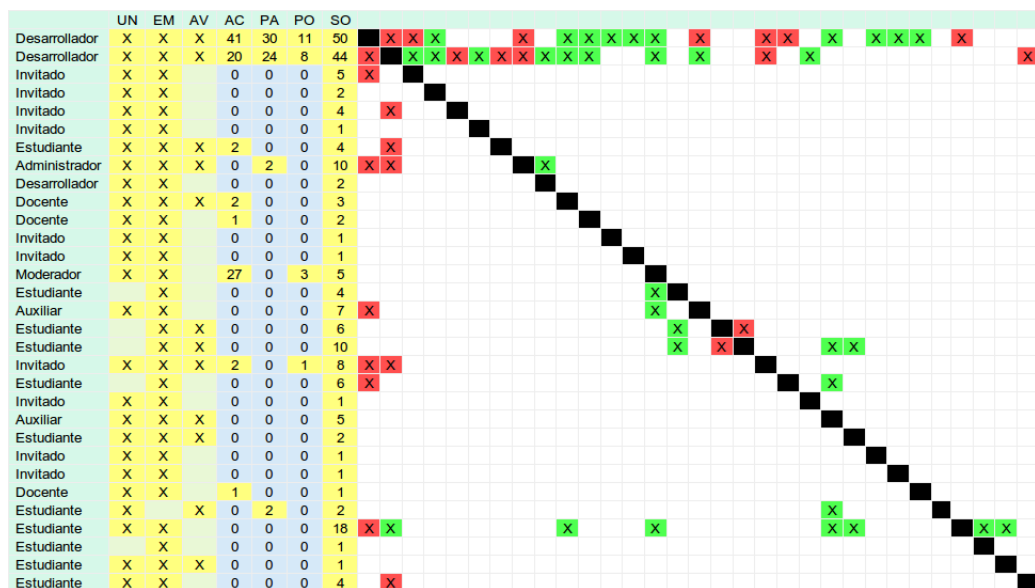 UN EM AV AC PA PO SO
Desarrollador X X X 41 30 11 50 X X X X X X X X X X X X X X X X X
Desarrollador X X X 20 24 8 44 X X X X X X X X X X X X X X X
Invitado X X 0 0 0 5 X
Invitado X X 0 0 0 2
Invitado X X 0 0 0 4 X
Invitado X X 0 0 0 1
Estudiante X X X 2 0 0 4 X
Administrador X X X 0 2 0 10 X X X
Desarrollador X X 0 0 0 2
Docente X X X 2 0 0 3
Docente X X 1 0 0 2
Invitado X X 0 0 0 1
Invitado X X 0 0 0 1
Moderador X X 27 0 3 5
Estudiante X 0 0 0 4 X
Auxiliar X X 0 0 0 7 X X
Estudiante X X 0 0 0 6 X X
Estudiante X X 0 0 0 10 X X X X
Invitado X X X 2 0 1 8 X X
Estudiante X 0 0 0 6 X X
Invitado X X 0 0 0 1
Auxiliar X X X 0 0 0 5
Estudiante X X X 0 0 0 2
Invitado X X 0 0 0 1
Invitado X X 0 0 0 1
Docente X X 1 0 0 1
Estudiante X X 0 2 0 2 X
Estudiante X X 0 0 0 18 X X X X X X X X
Estudiante X 0 0 0 1
Estudiante X X X 0 0 0 1
Estudiante X X 0 0 0 4 X